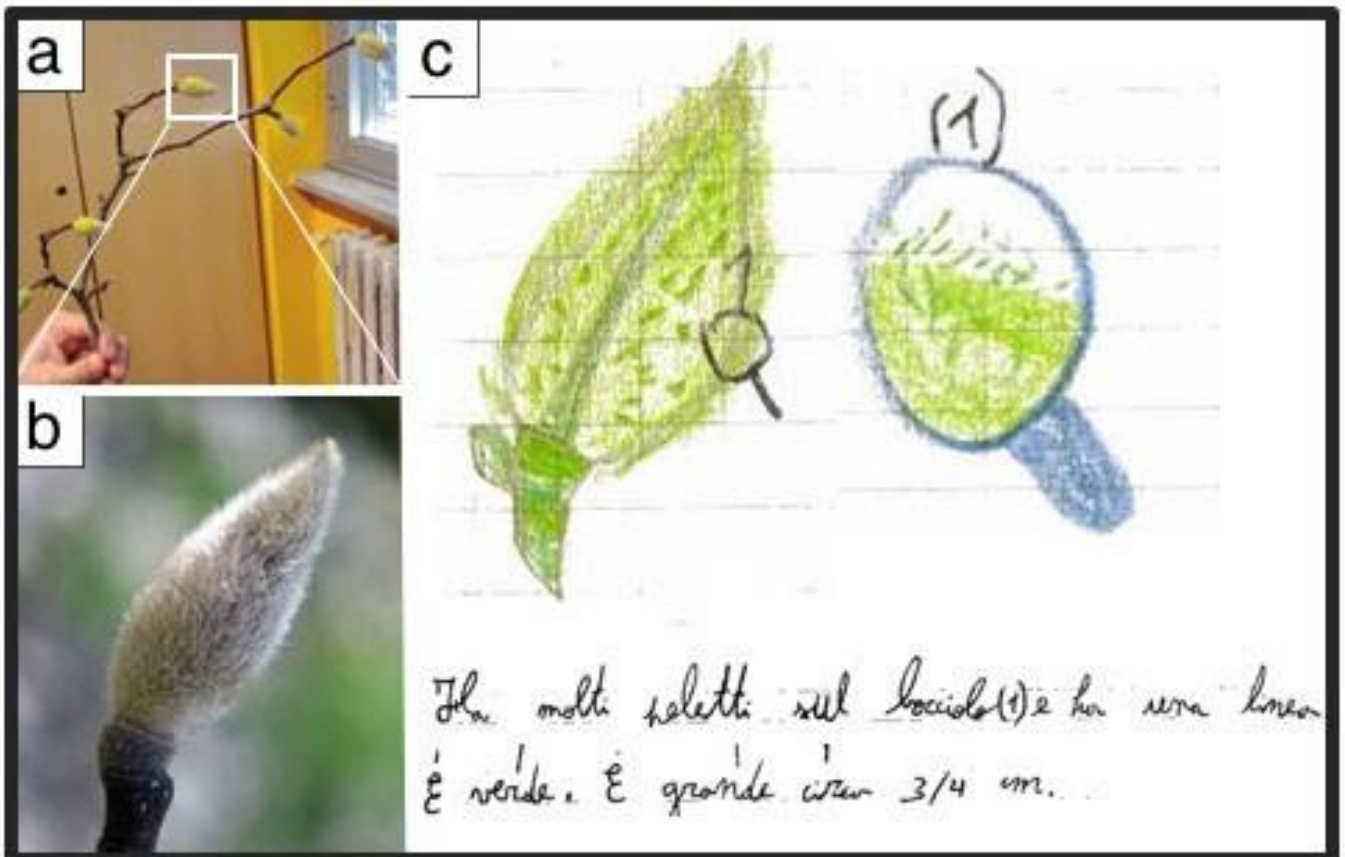 a
b
c
(1)
1
Ha molti peletti sul bocciolo(1) e ha una linea
È verde. È grande circa 3/4 cm.